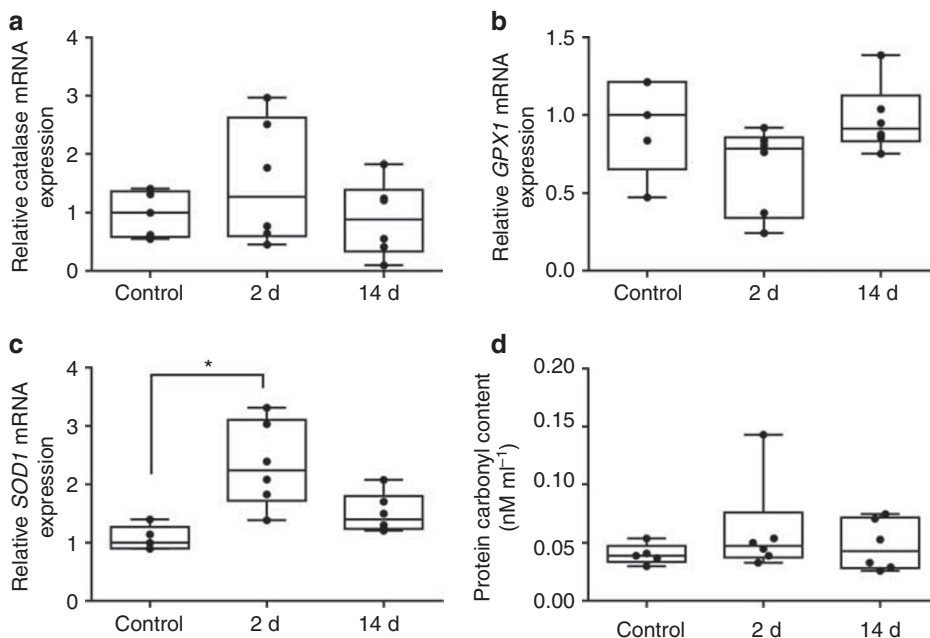 a
Relative catalase mRNA
expression
4
3
2
1
0
Control 2 d 14 d
b
Relative GPX1 mRNA
expression
1.5
1.0
0.5
0.0
Control 2 d 14 d
c
Relative SOD1 mRNA
expression
4
3
2
1
0
*
Control 2 d 14 d
d
Protein carbonyl content
(nM ml⁻¹)
0.20
0.15
0.10
0.05
0.00
Control 2 d 14 d